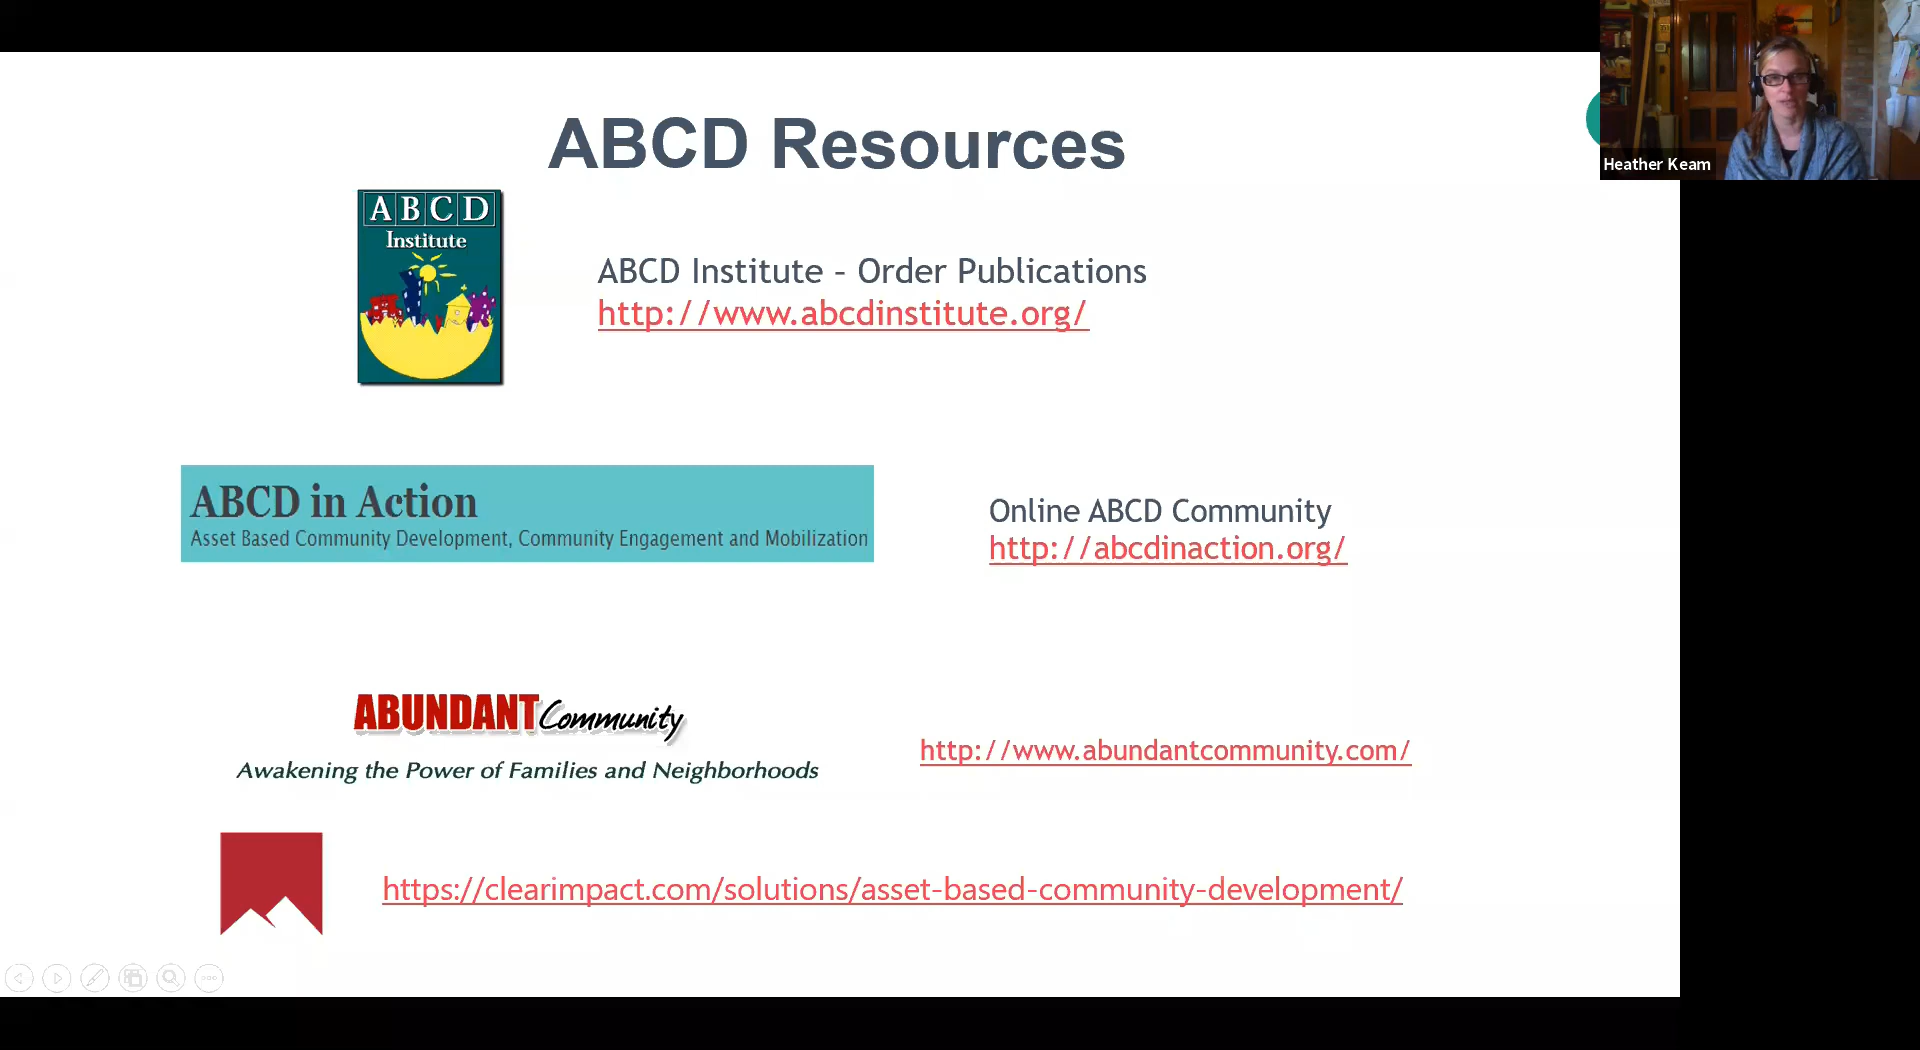 ABCD Resources
Heather Keam
A B C D
Institute
ABCD Institute – Order Publications
http://www.abcdinstitute.org/
ABCD in Action
Asset Based Community Development, Community Engagement and Mobilization
Online ABCD Community
http://abcdinaction.org/
ABUNDANT Community
Awakening the Power of Families and Neighborhoods
http://www.abundantcommunity.com/
https://clearimpact.com/solutions/asset-based-community-development/